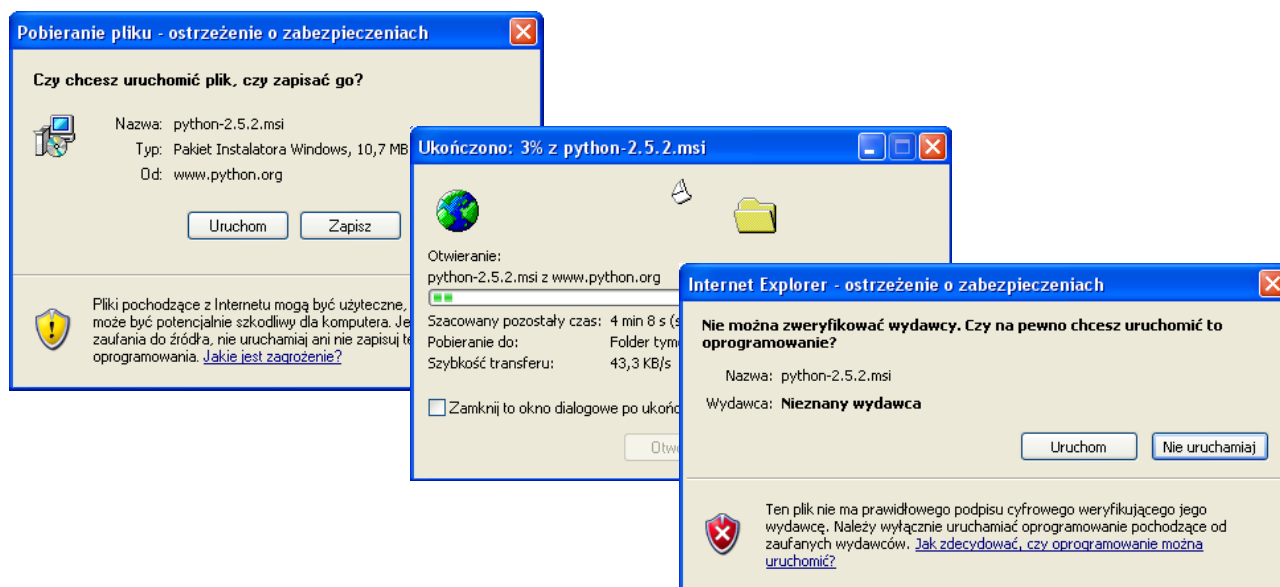 Pobieranie pliku - ostrzeżenie o zabezpieczeniach
Czy chcesz uruchomić plik, czy zapisać go?
Nazwa: python-2.5.2.msi
Typ: Pakiet Instalatora Windows, 10,7 MB
Od: www.python.org
Uruchom
Zapisz
Pliki pochodzące z Internetu mogą być użyteczne,
może być potencjalnie szkodliwy dla komputera.
zaufania do źródła, nie uruchamiaj ani nie zapisuj
oprogramowania. Jakie jest zagrożenie?
Ukończono: 3% z python-2.5.2.msi
Otwieranie:
python-2.5.2.msi z www.python.org
Szacowany pozostały czas: 4 min 8 s
Pobieranie do: Folder
Szybkość transferu: 43,3 KB/s
Zamknij to okno dialogowe po
Internet Explorer - ostrzeżenie o zabezpieczeniach
Nie można zweryfikować wydawcy. Czy na pewno chcesz uruchomić to
oprogramowanie?
Nazwa: python-2.5.2.msi
Wydawca: Nieznany wydawca
Uruchom
Nie uruchamiaj
Ten plik nie ma prawidłowego podpisu cyfrowego weryfikującego jego
wydawcę. Należy wyłącznie uruchamiać oprogramowanie pochodzące od
zaufanych wydawców. Jak zdecydować, czy oprogramowanie można
uruchomić?